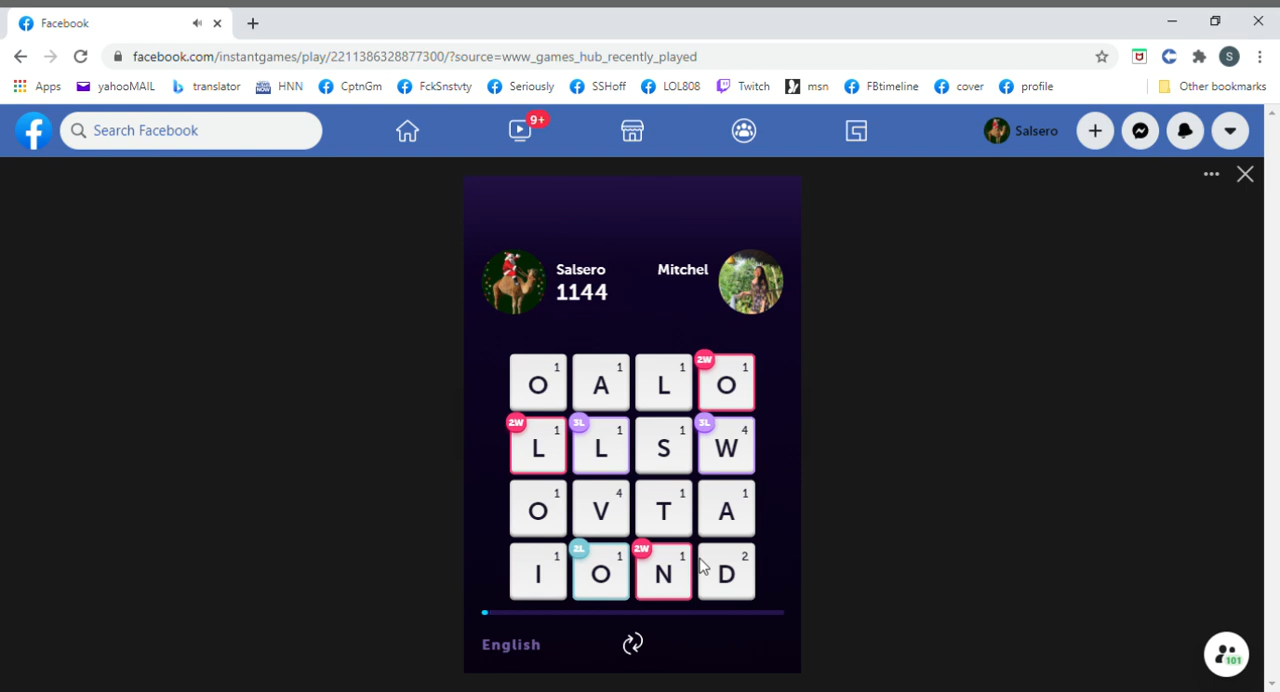 Facebook
facebook.com/instantgames/play/2211386328877300/?source=www_games_hub_recently_played
S
Apps yahooMAIL translator HNN CptnGm FckSnstvty Seriously SSHoff LOL808 Twitch msn FBtimeline cover profile Other bookmarks
Search Facebook 9+ Salsero
Salsero Mitchel
1144
O 1 A 1 L 1 2W O 1
2W L 1 3L L 1 S 1 3L W 4
O 1 V 4 T 1 A 1
I 1 2L O 1 2W N 1 D 2
English
101